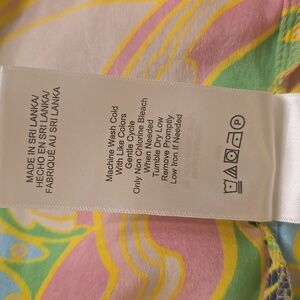 MADE IN SRI LANKA/
HECHO EN SRI LANKA/
FABRIQUÉ AU SRI LANKA
Machine Wash Cold
With Like Colors
Gentle Cycle
Only Non Chlorine Bleach
When Needed
Tumble Dry Low
Remove Promptly
Low Iron If Needed
P